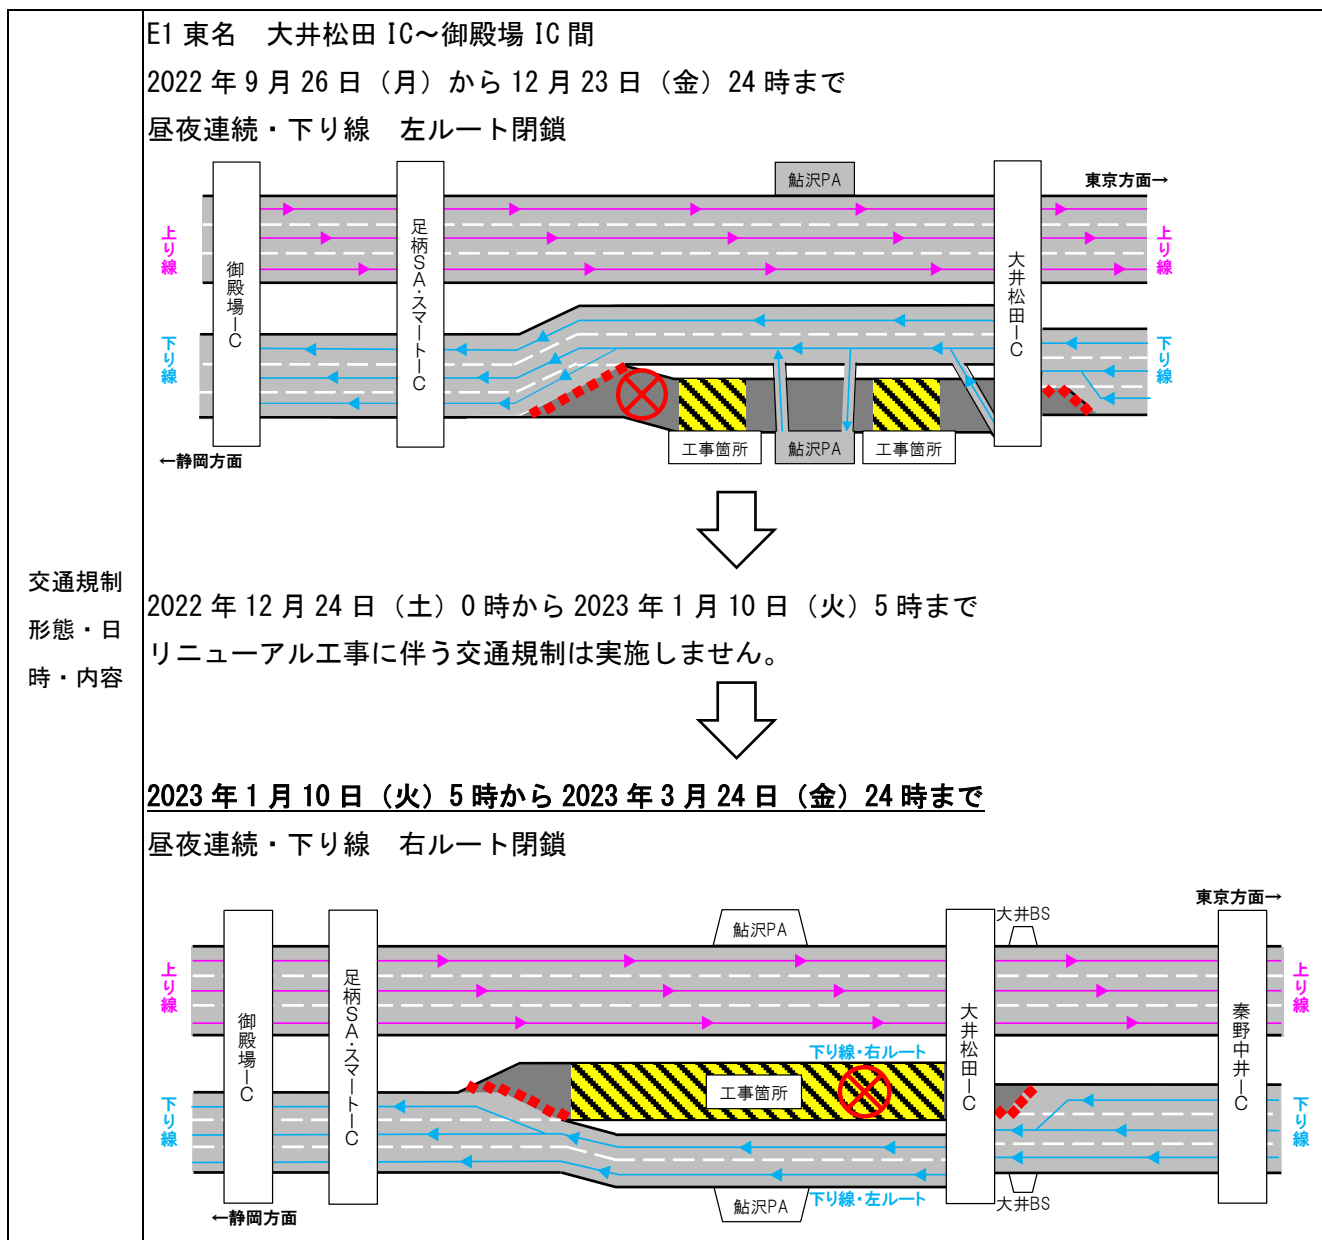 交通規制
形態・日
時・内容
E1 東名　大井松田 IC～御殿場 IC 間
2022 年 9 月 26 日（月）から 12 月 23 日（金）24 時まで
昼夜連続・下り線　左ルート閉鎖
鮎沢PA
東京方面→
上り線
上り線
御殿場IC
足柄SA・スマートIC
大井松田IC
下り線
下り線
工事箇所
鮎沢PA
工事箇所
←静岡方面
2022 年 12 月 24 日（土）0 時から 2023 年 1 月 10 日（火）5 時まで
リニューアル工事に伴う交通規制は実施しません。
2023 年 1 月 10 日（火）5 時から 2023 年 3 月 24 日（金）24 時まで
昼夜連続・下り線　右ルート閉鎖
東京方面→
鮎沢PA
大井BS
上り線
上り線
御殿場IC
足柄SA・スマートIC
大井松田IC
秦野中井IC
下り線・右ルート
工事箇所
下り線
下り線
鮎沢PA
下り線・左ルート
大井BS
←静岡方面